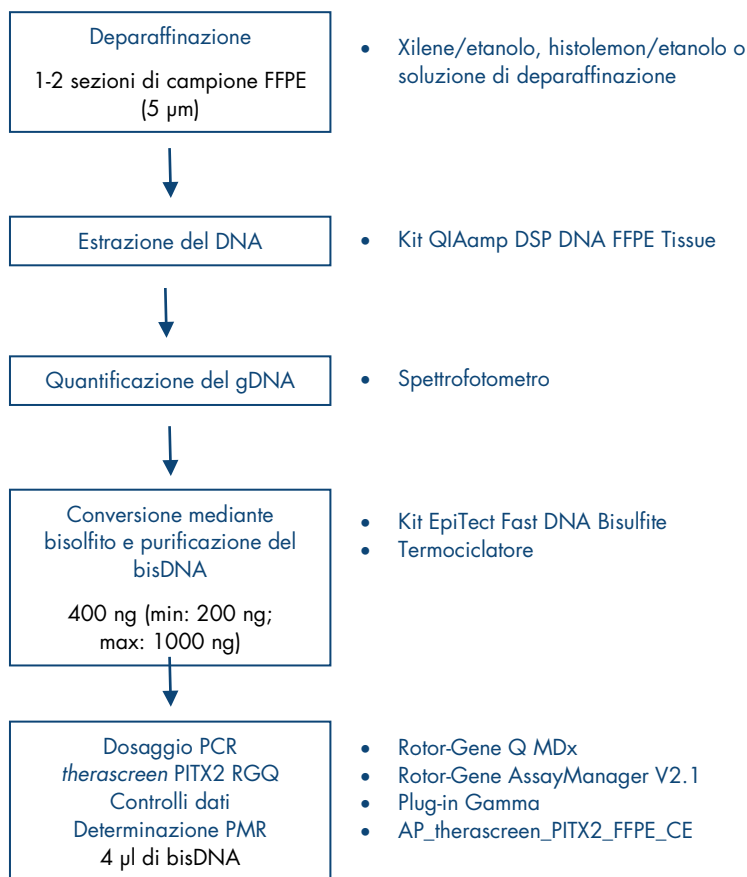 Deparaffinazione
1-2 sezioni di campione FFPE
(5 µm)
• Xilene/etanolo, histolemon/etanolo o
soluzione di deparaffinazione
Estrazione del DNA
• Kit QIAamp DSP DNA FFPE Tissue
Quantificazione del gDNA
• Spettrofotometro
Conversione mediante
bisolfito e purificazione del
bisDNA
400 ng (min: 200 ng;
max: 1000 ng)
• Kit EpiTect Fast DNA Bisulfite
• Termociclatore
Dosaggio PCR
therascreen PITX2 RGQ
Controlli dati
Determinazione PMR
4 µl di bisDNA
• Rotor-Gene Q MDx
• Rotor-Gene AssayManager V2.1
• Plug-in Gamma
• AP_therascreen_PITX2_FFPE_CE